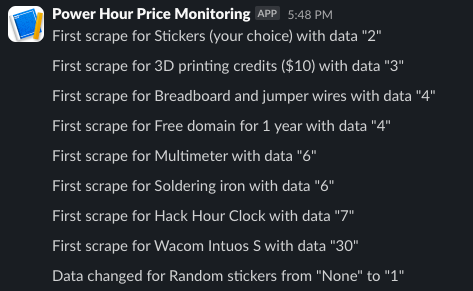 Power Hour Price Monitoring APP 5:48 PM
First scrape for Stickers (your choice) with data "2"
First scrape for 3D printing credits ($10) with data "3"
First scrape for Breadboard and jumper wires with data "4"
First scrape for Free domain for 1 year with data "4"
First scrape for Multimeter with data "6"
First scrape for Soldering iron with data "6"
First scrape for Hack Hour Clock with data "7"
First scrape for Wacom Intuos S with data "30"
Data changed for Random stickers from "None" to "1"